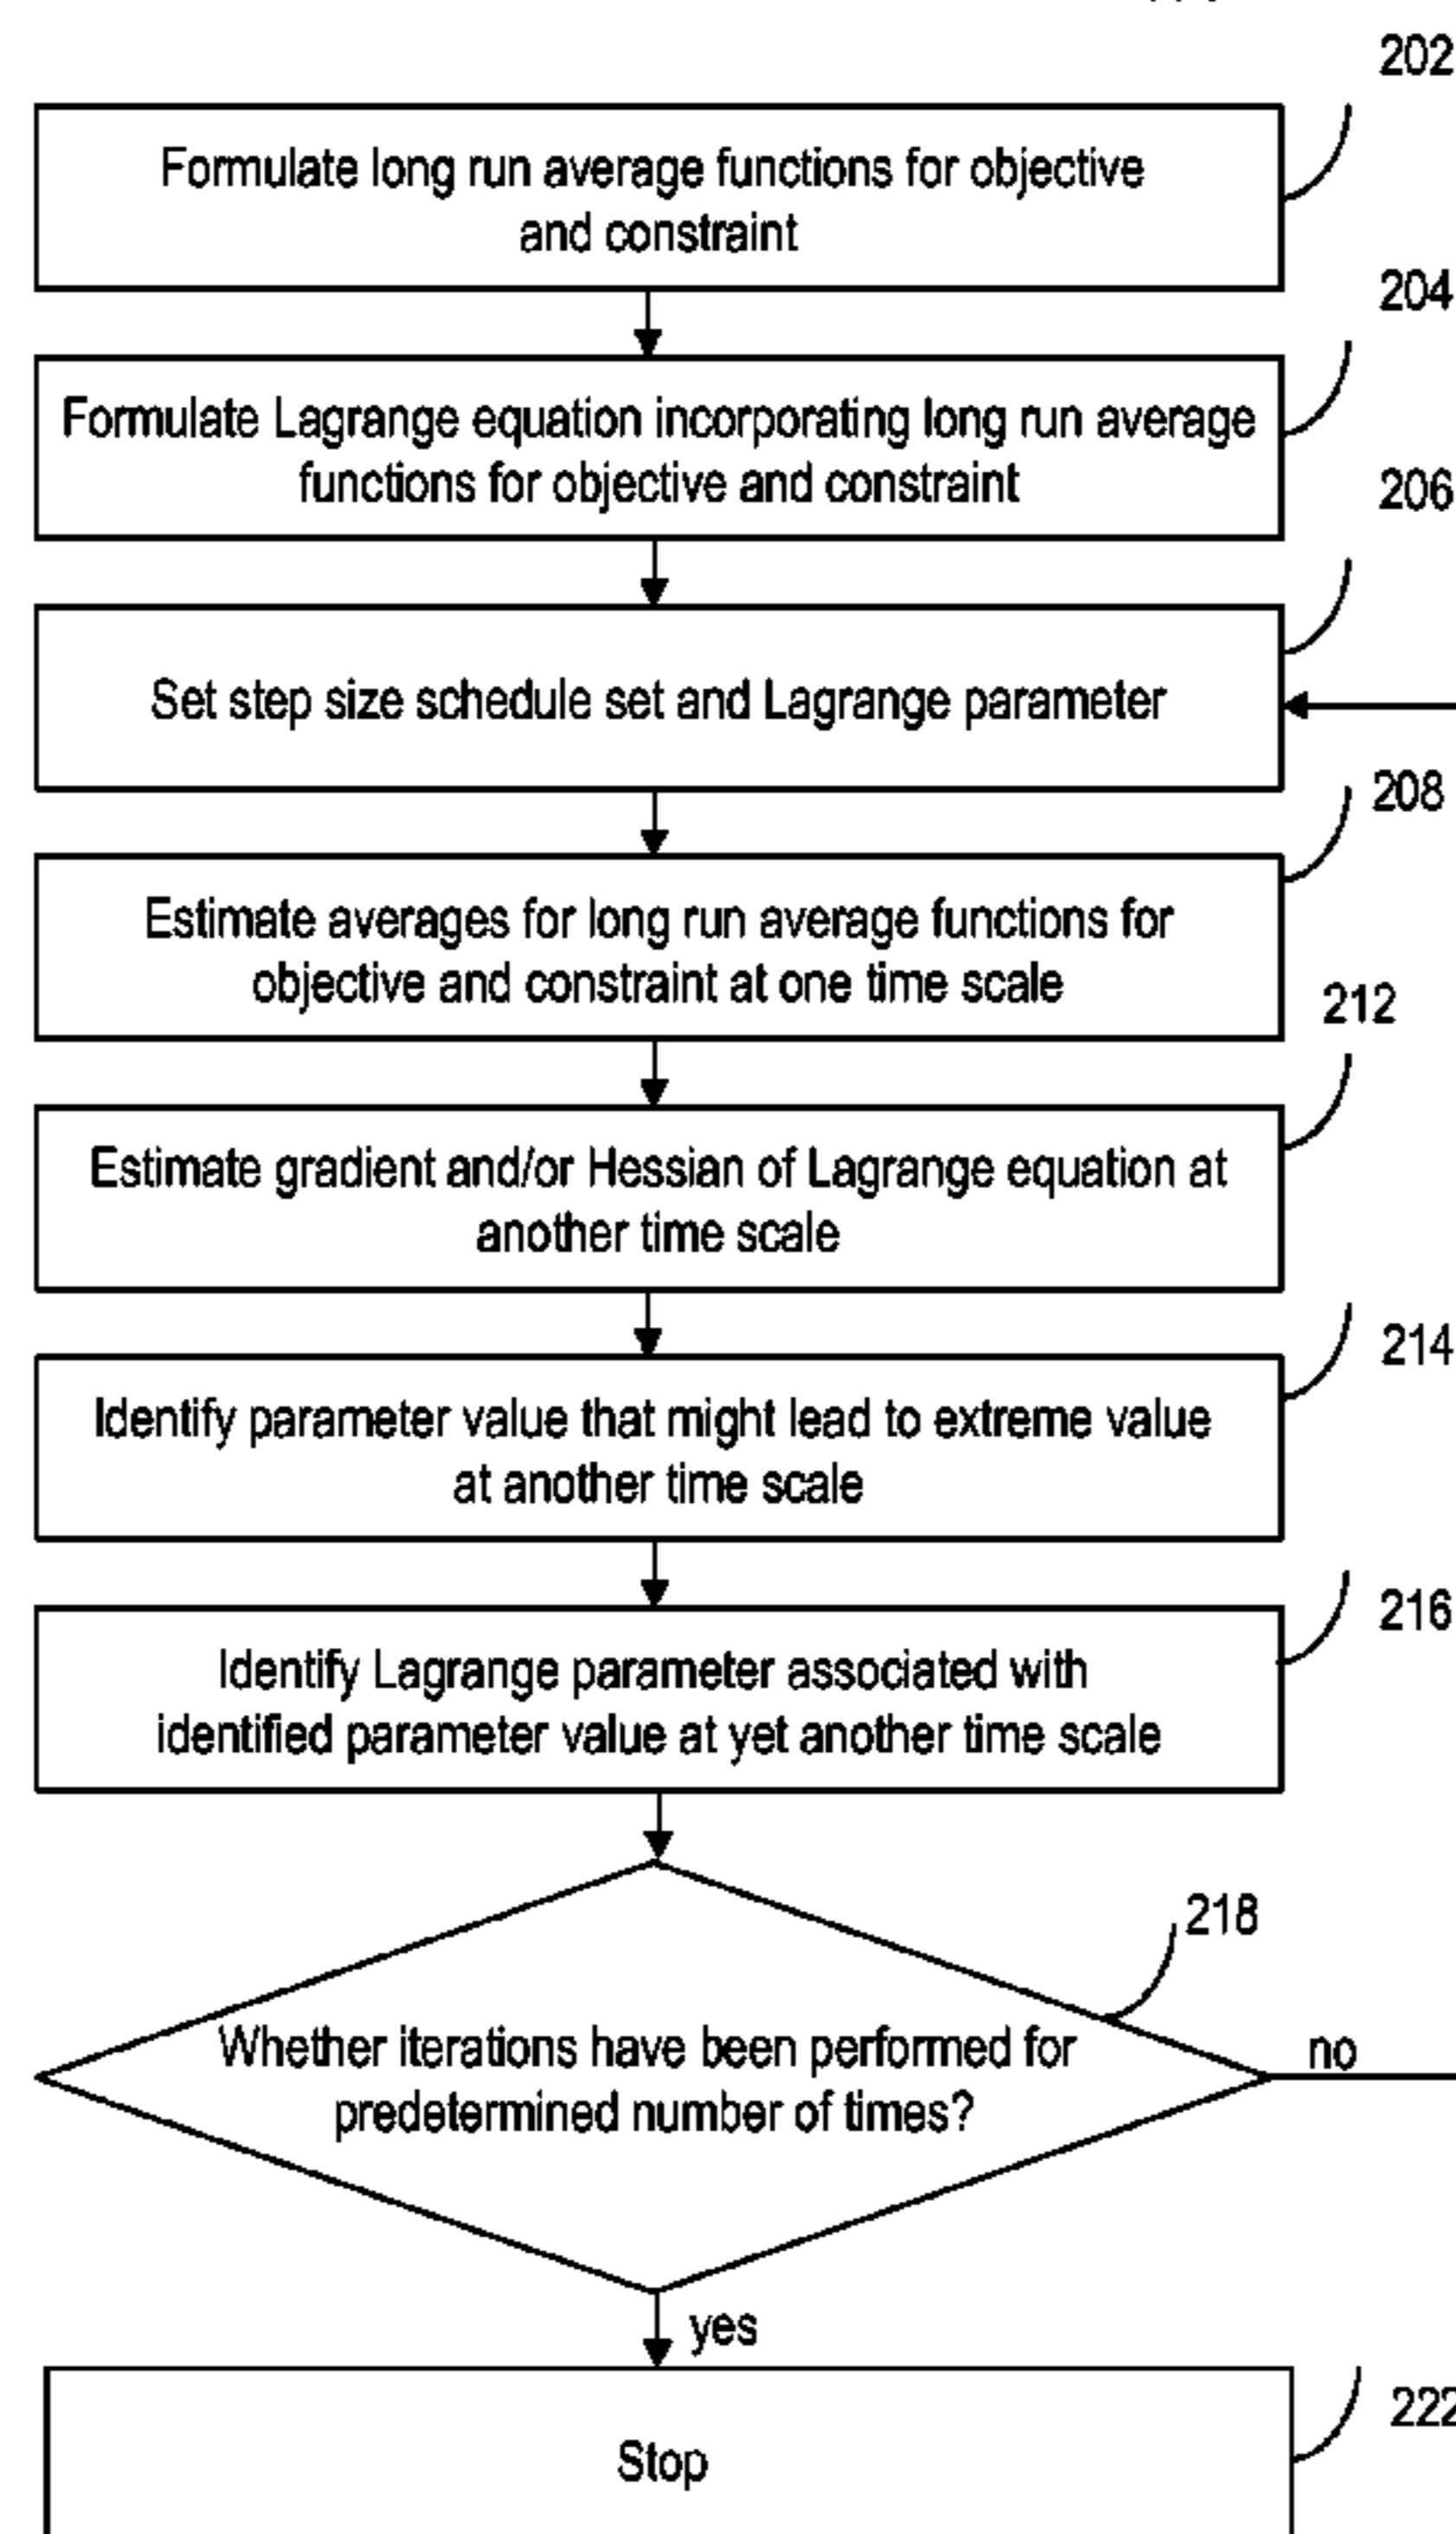 202
Formulate long run average functions for objective
and constraint
204
Formulate Lagrange equation incorporating long run average
functions for objective and constraint
206
Set step size schedule set and Lagrange parameter
208
Estimate averages for long run average functions for
objective and constraint at one time scale
212
Estimate gradient and/or Hessian of Lagrange equation at
another time scale
214
Identify parameter value that might lead to extreme value
at another time scale
216
Identify Lagrange parameter associated with
identified parameter value at yet another time scale
218
Whether iterations have been performed for
predetermined number of times?
no
yes
222
Stop